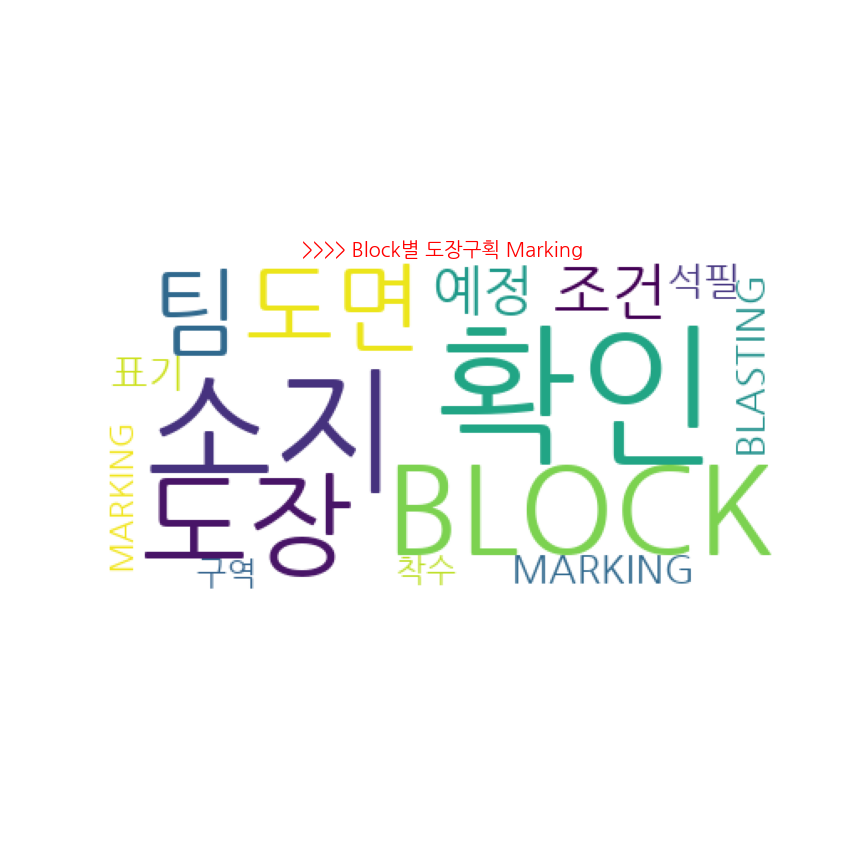 >>>> Block별 도장구획 Marking
팀
도면
예정
조건
석필
BLASTING
표기
소지
확인
MARKING
도장
BLOCK
구역
착수
MARKING